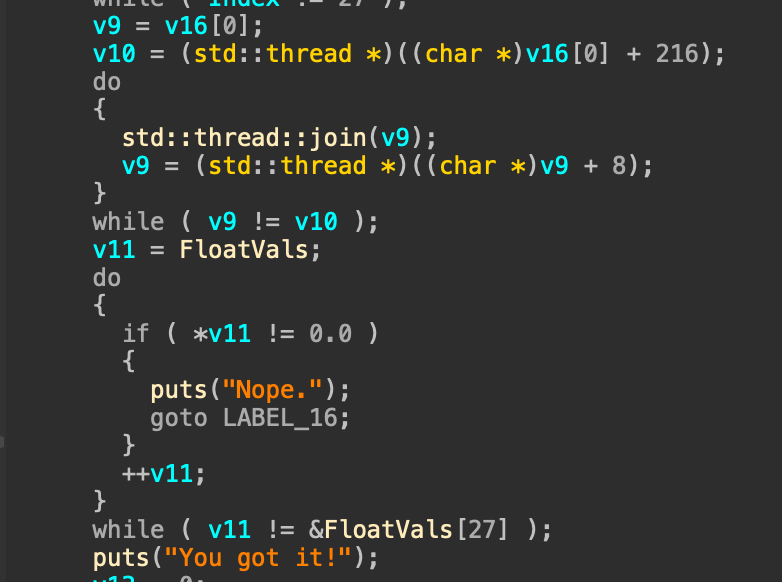 while ( Index != 27 );
v9 = v16[0];
v10 = (std::thread *)((char *)v16[0] + 216);
do
{
std::thread::join(v9);
v9 = (std::thread *)((char *)v9 + 8);
}
while ( v9 != v10 );
v11 = FloatVals;
do
{
if ( *v11 != 0.0 )
{
puts("Nope.");
goto LABEL_16;
}
++v11;
}
while ( v11 != &FloatVals[27] );
puts("You got it!");